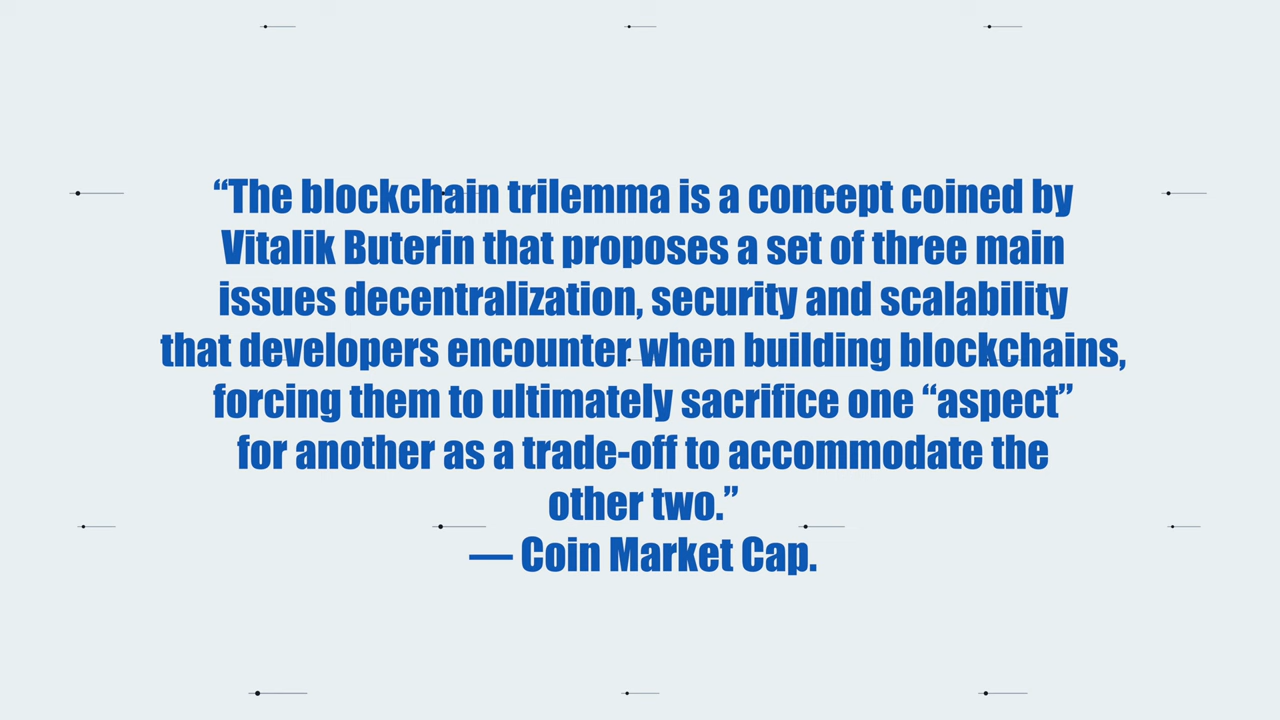 “The blockchain trilemma is a concept coined by
Vitalik Buterin that proposes a set of three main
issues decentralization, security and scalability
that developers encounter when building blockchains,
forcing them to ultimately sacrifice one “aspect”
for another as a trade-off to accommodate the
other two.”
— Coin Market Cap.